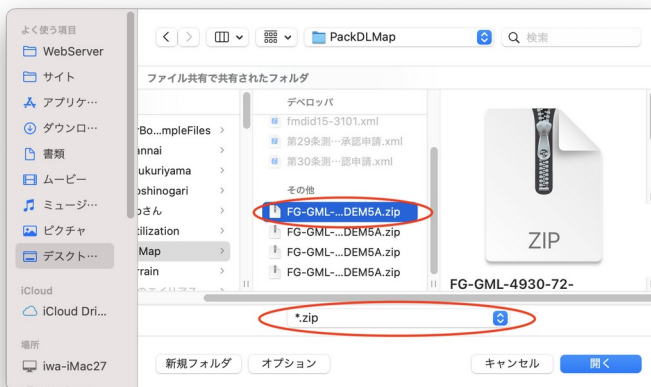 よく使う項目
WebServer
サイト
アプリケ…
ダウンロ…
書類
ムービー
ミュージ…
ピクチャ
デスクト…
iCloud
iCloud Dri...
場所
iwa-iMac27
PackDLMap
検索
ファイル共有で共有されたフォルダ
rBo...mpleFiles
annai
ukuriyama
oshinogari
さん
tilization
Map
rrain
のエイリアス
デベロッパ
fmdid15-3101.xml
第29条測…承認申請.xml
第30条測…認申請.xml
その他
FG-GML-...DEM5A.zip
FG-GML-...DEM5A.zip
FG-GML-...DEM5A.zip
FG-GML-...DEM5A.zip
ZIP
FG-GML-4930-72-
*.zip
新規フォルダ
オプション
キャンセル
開く